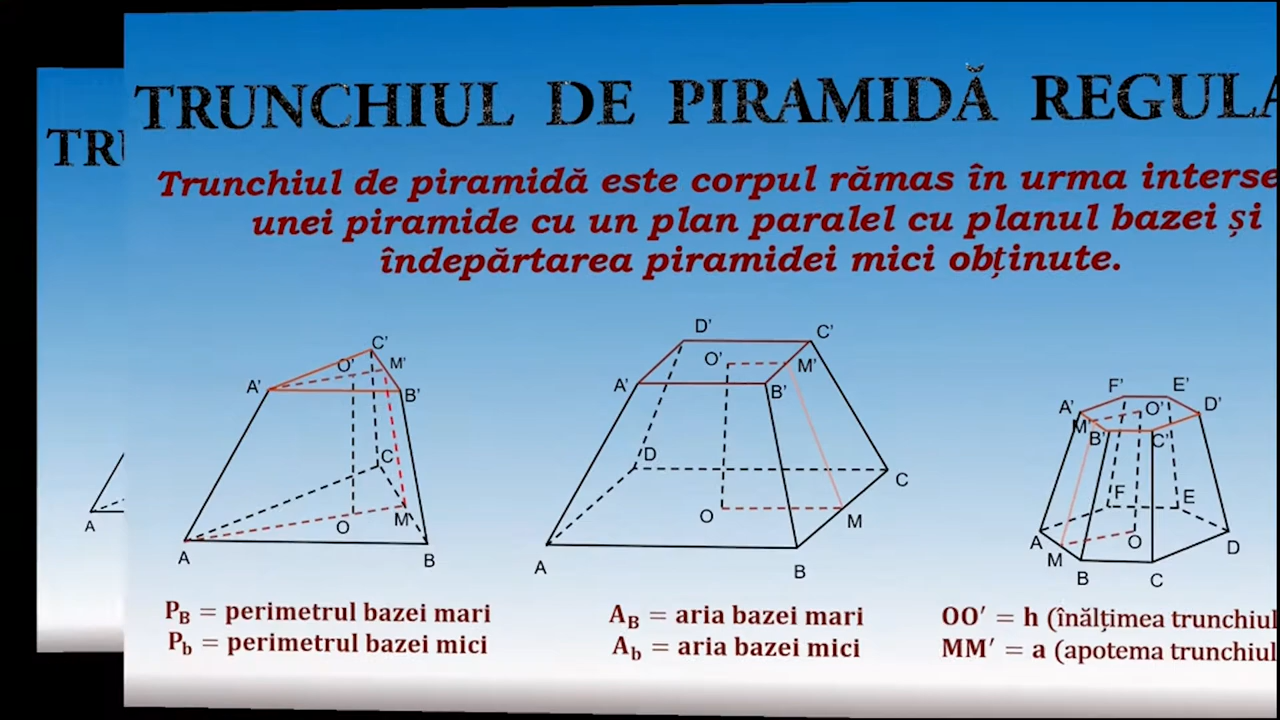 TRUNCHIUL DE PIRAMIDĂ REGULA
Trunchiul de piramidă este corpul rămas în urma interse
unei piramide cu un plan paralel cu planul bazei și
îndepărtarea piramidei mici obținute.
TRU
A
A' C' O' M' B'
C
A O M B
D' C'
A' O' M' B'
D C
O M
A B
F' E'
A' O' D'
M' B' C'
F E
A M O D
B C
P_B = perimetrul bazei mari
P_b = perimetrul bazei mici
A_B = aria bazei mari
A_b = aria bazei mici
OO′ = h (înălțimea trunchiul
MM′ = a (apotema trunchiul